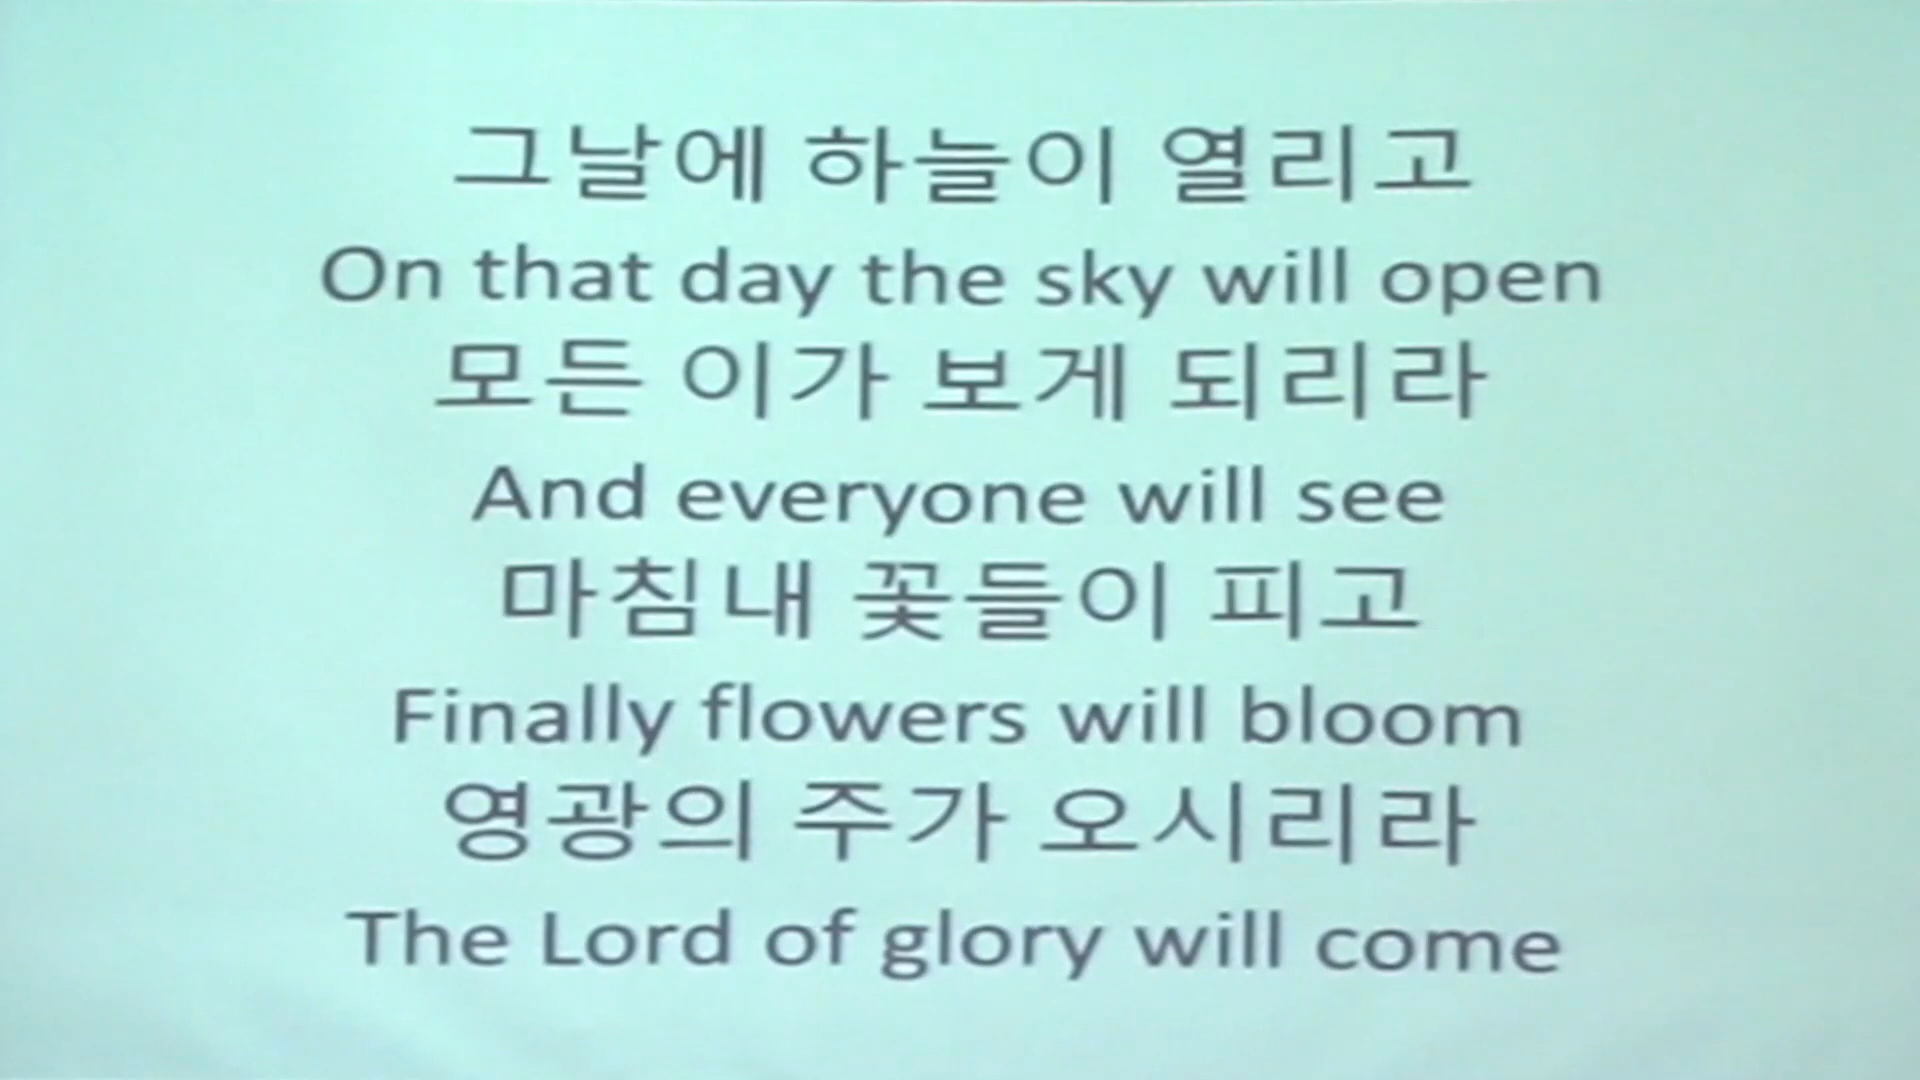 그날에 하늘이 열리고
On that day the sky will open
모든 이가 보게 되리라
And everyone will see
마침내 꽃들이 피고
Finally flowers will bloom
영광의 주가 오시리라
The Lord of glory will come